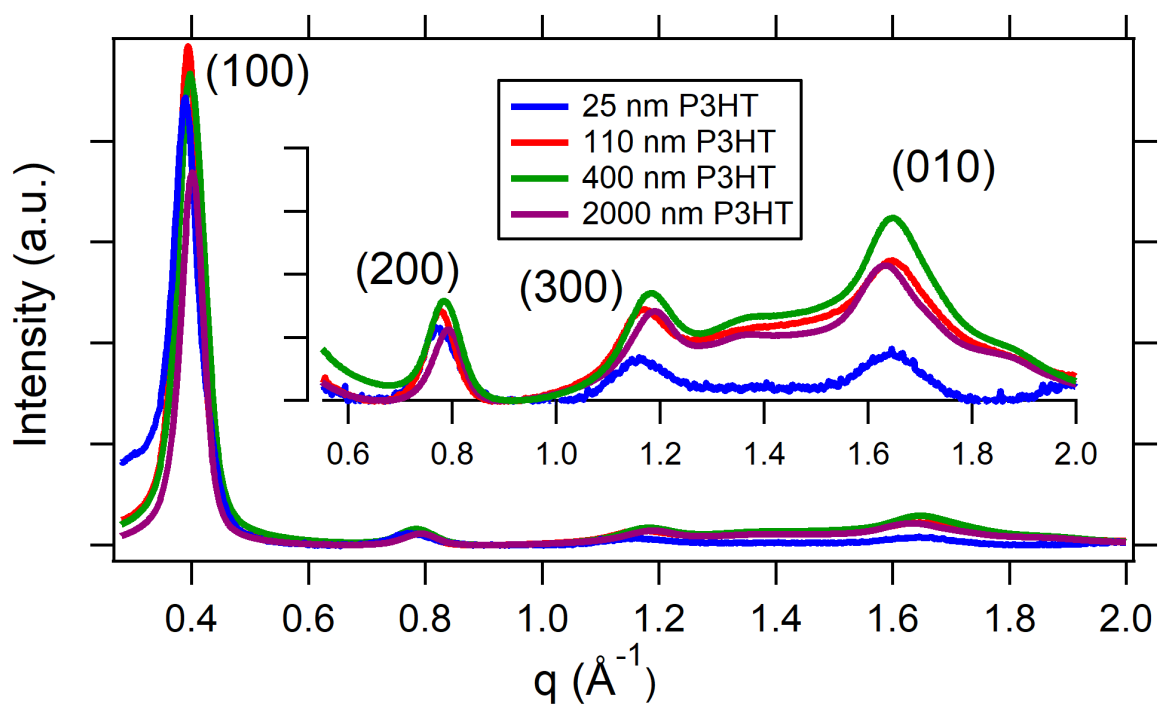 (100)
25 nm P3HT
110 nm P3HT
400 nm P3HT
2000 nm P3HT
(010)
(200)
(300)
0.6 0.8 1.0 1.2 1.4 1.6 1.8 2.0
Intensity (a.u.)
0.4 0.6 0.8 1.0 1.2 1.4 1.6 1.8 2.0
q (Å⁻¹)